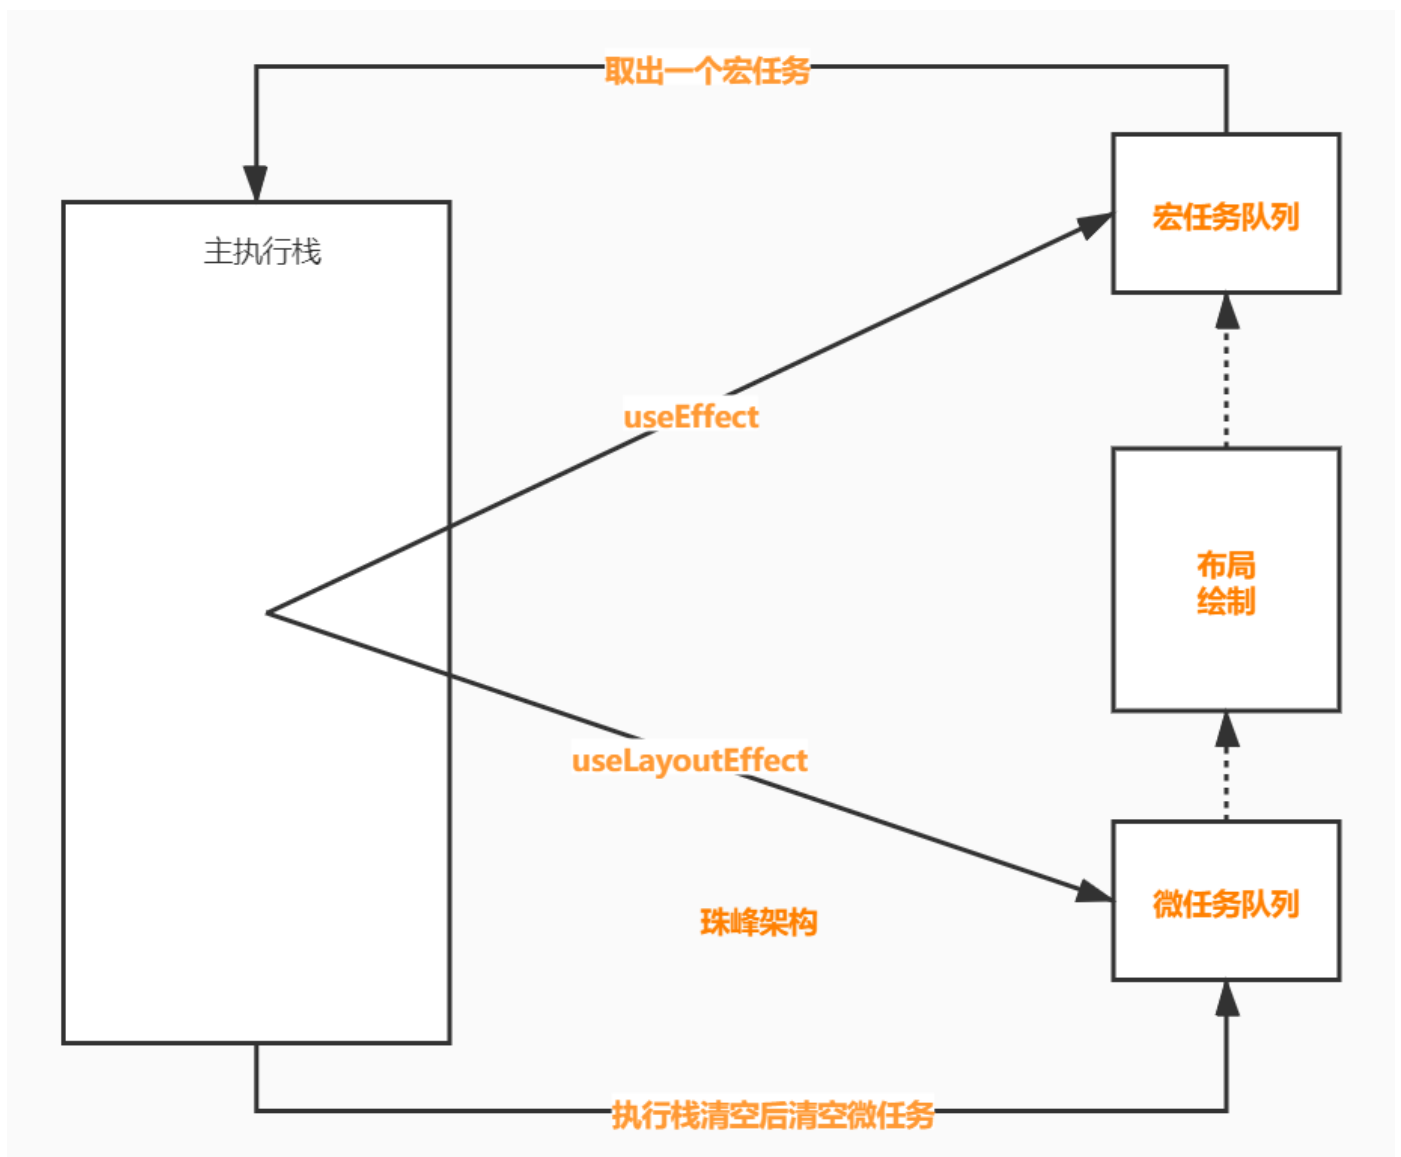 取出一个宏任务
宏任务队列
主执行栈
useEffect
布局
绘制
useLayoutEffect
微任务队列
珠峰架构
执行栈清空后清空微任务